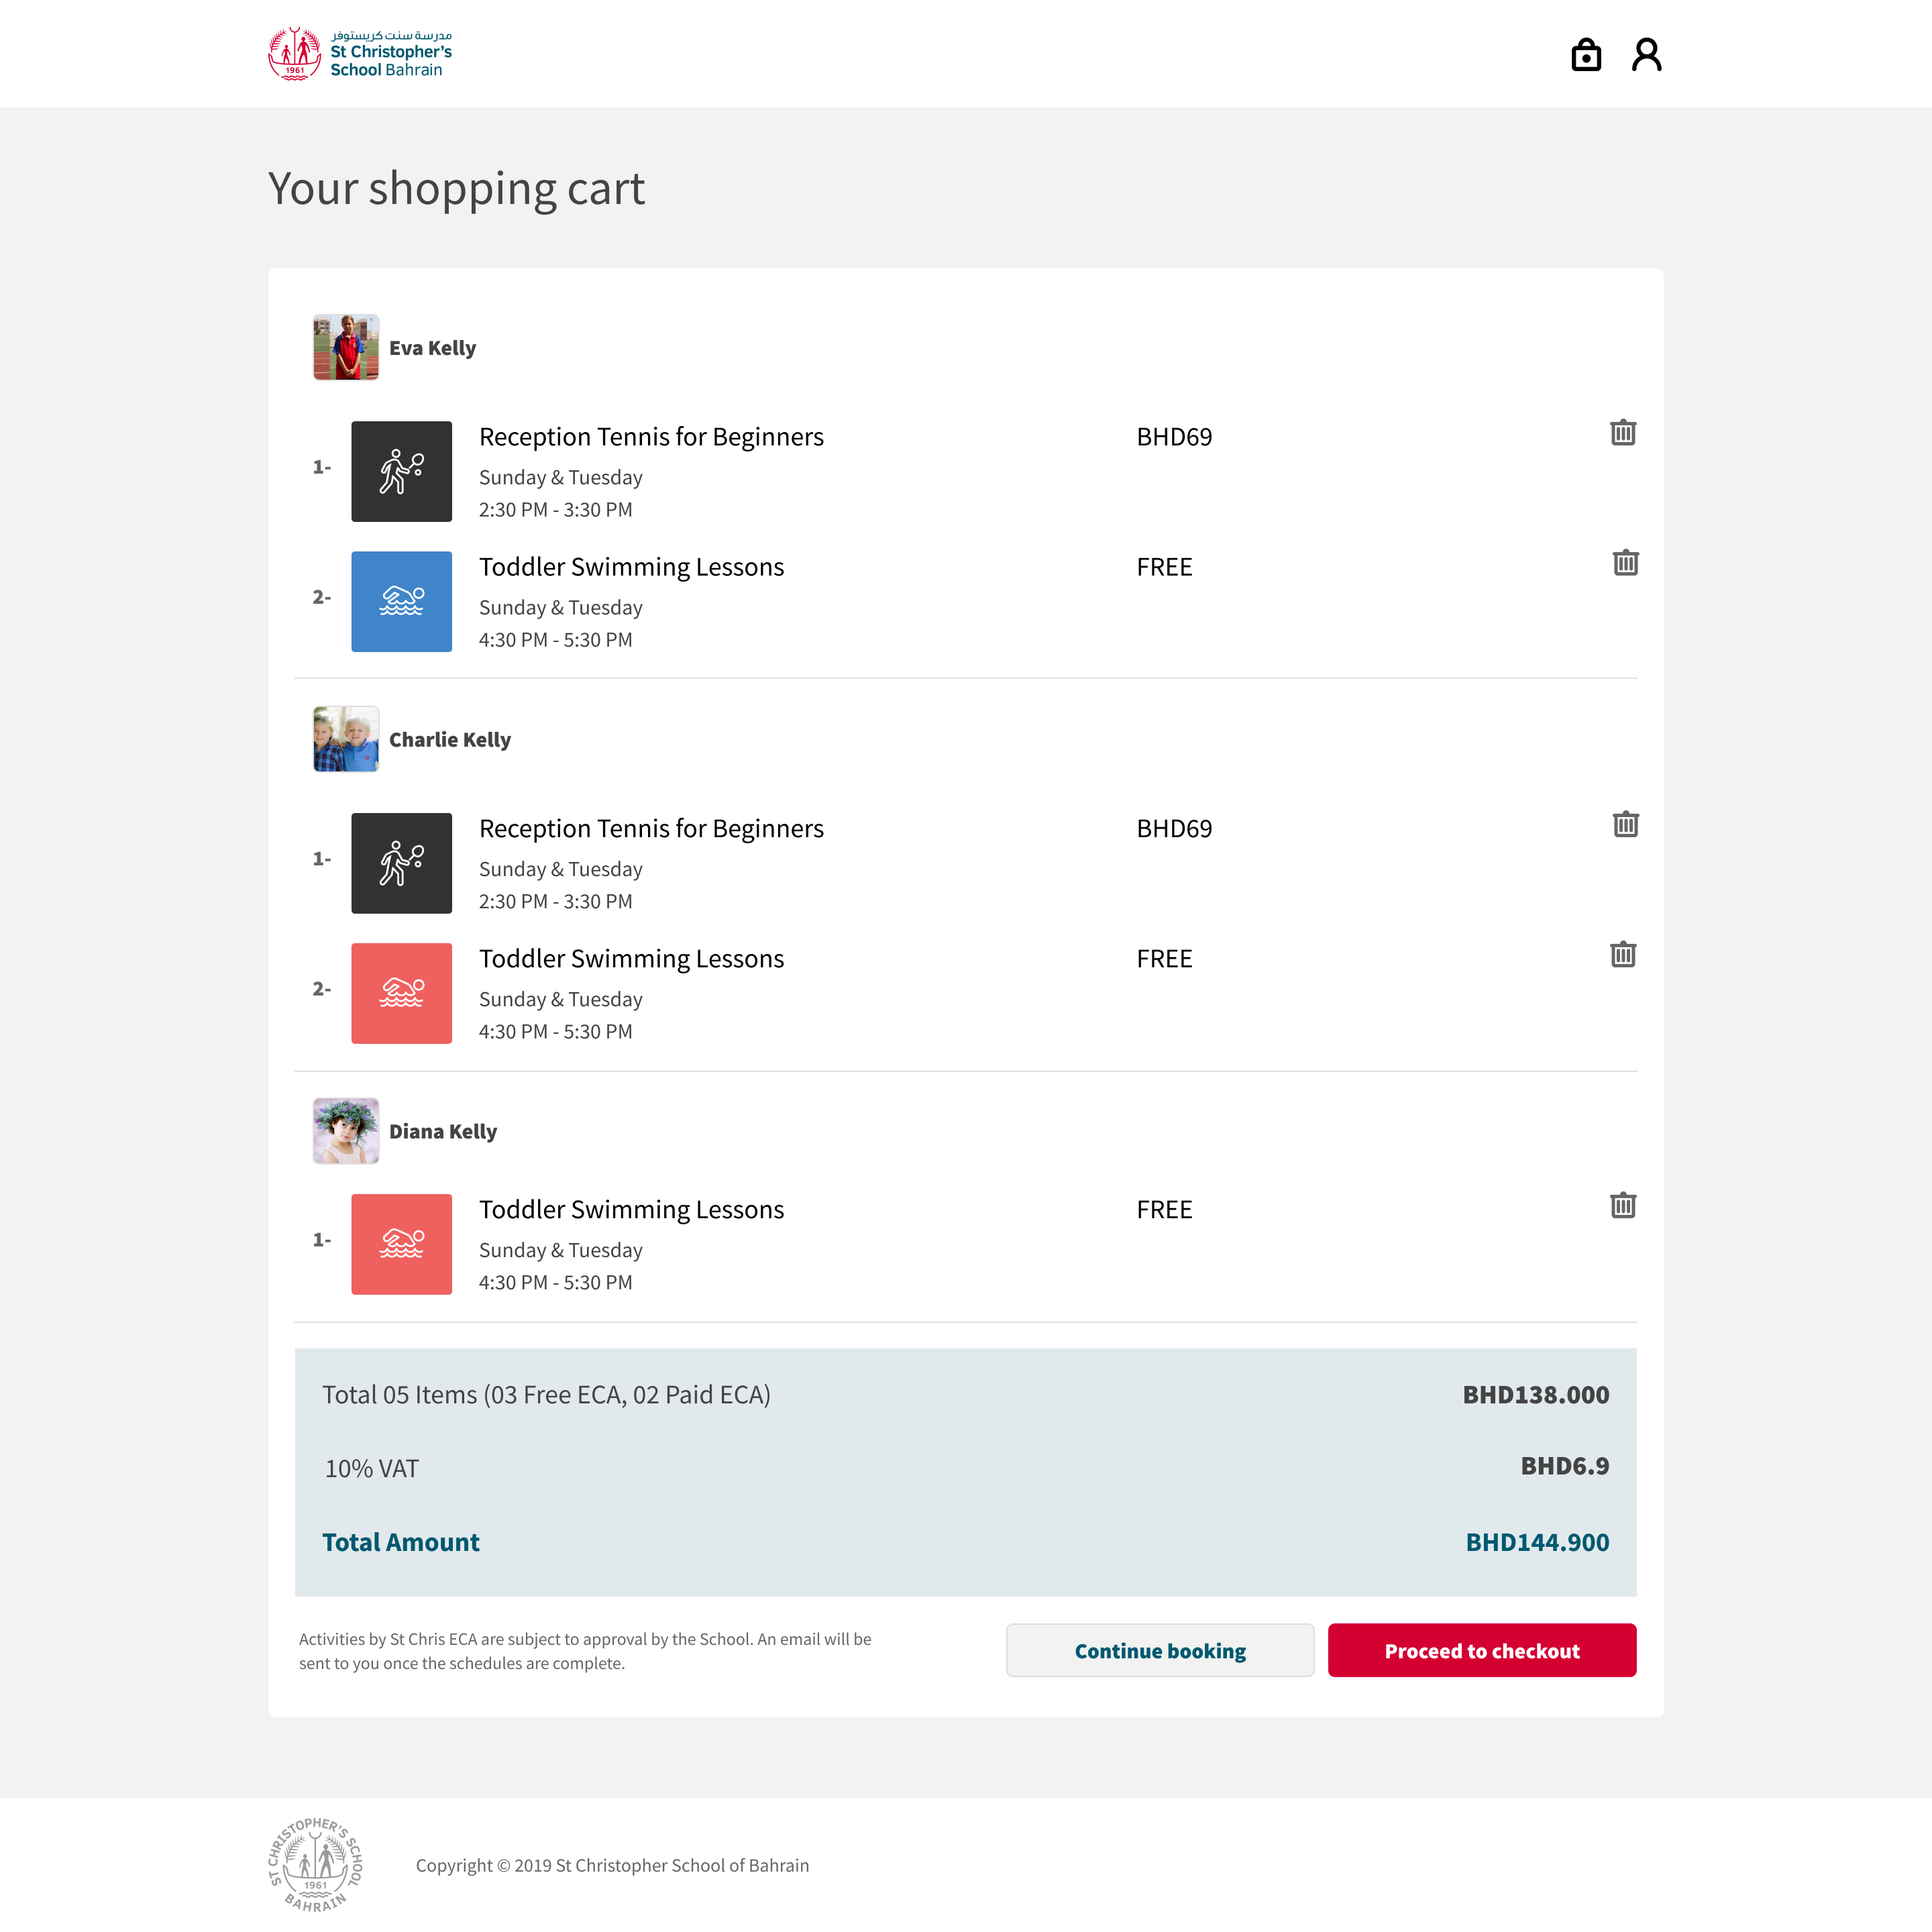 مدرسة سنت كريستوفر
St Christopher's
School Bahrain
1961
Your shopping cart
Eva Kelly
1-
Reception Tennis for Beginners
BHD69
Sunday & Tuesday
2:30 PM - 3:30 PM
2-
Toddler Swimming Lessons
FREE
Sunday & Tuesday
4:30 PM - 5:30 PM
Charlie Kelly
1-
Reception Tennis for Beginners
BHD69
Sunday & Tuesday
2:30 PM - 3:30 PM
2-
Toddler Swimming Lessons
FREE
Sunday & Tuesday
4:30 PM - 5:30 PM
Diana Kelly
1-
Toddler Swimming Lessons
FREE
Sunday & Tuesday
4:30 PM - 5:30 PM
Total 05 Items (03 Free ECA, 02 Paid ECA)
BHD138.000
10% VAT
BHD6.9
Total Amount
BHD144.900
Activities by St Chris ECA are subject to approval by the School. An email will be
sent to you once the schedules are complete.
Continue booking
Proceed to checkout
ST CHRISTOPHER'S SCHOOL
1961
BAHRAIN
Copyright © 2019 St Christopher School of Bahrain